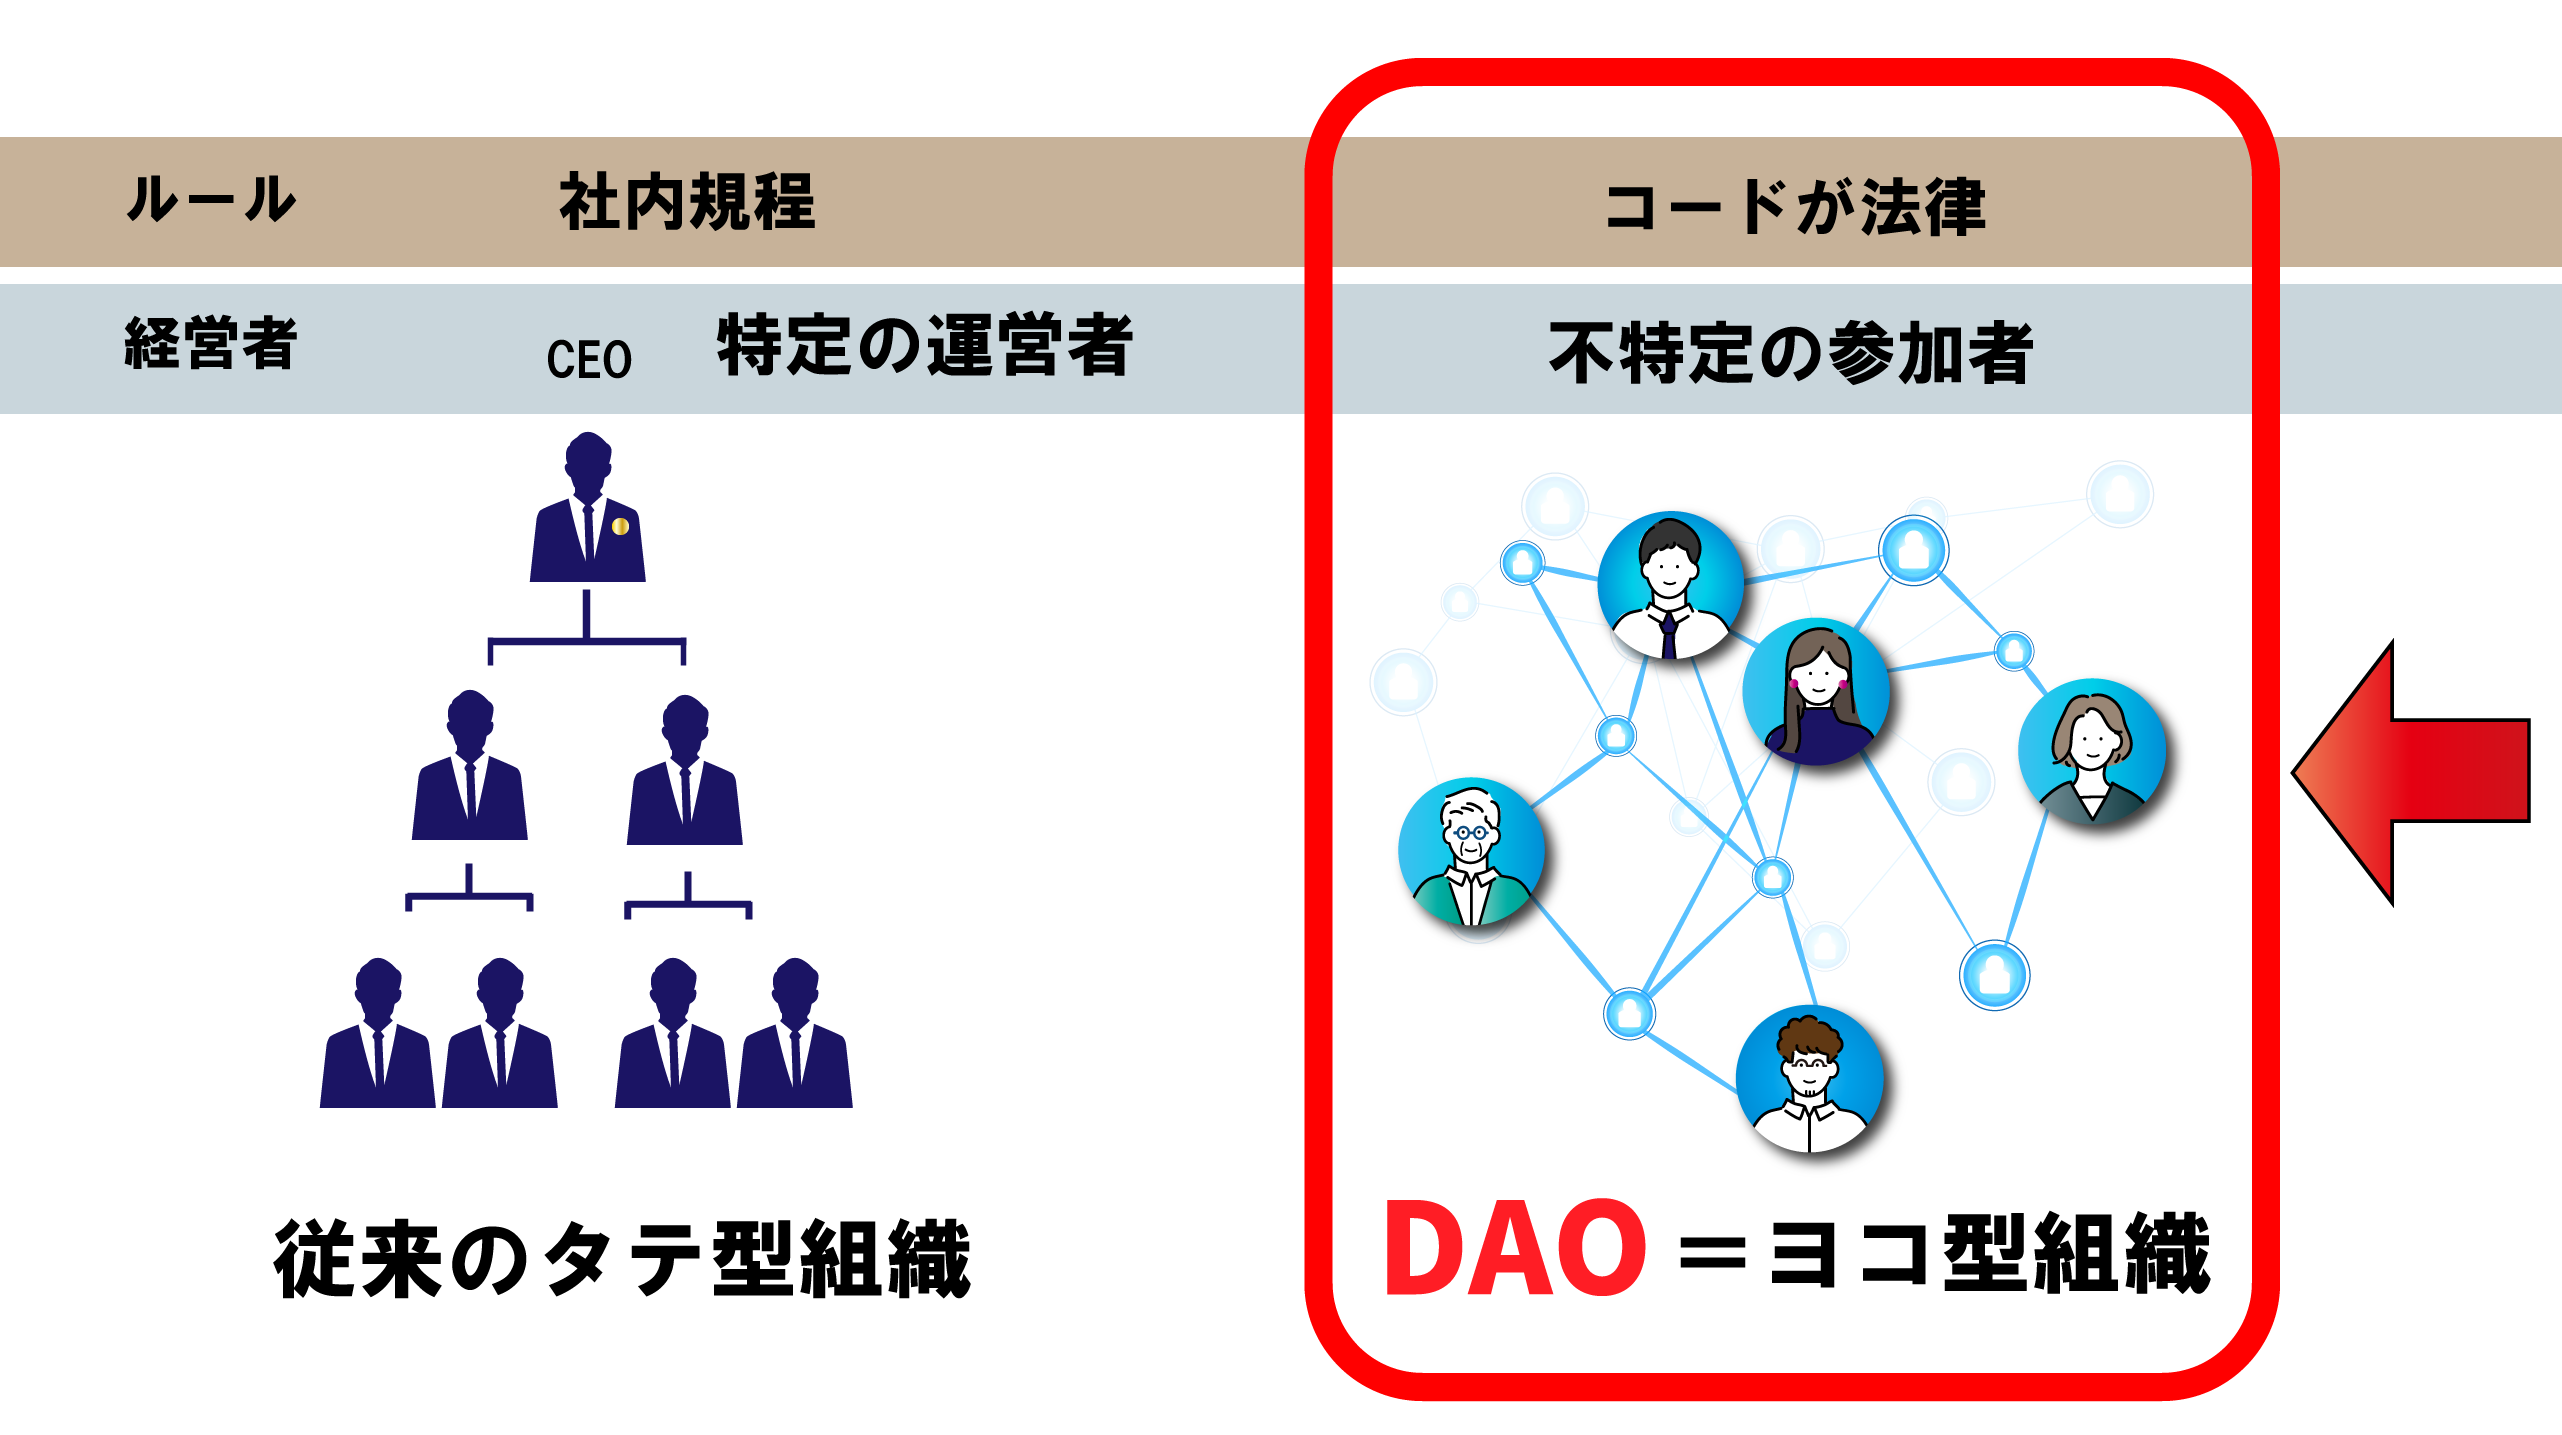 ルール 社内規程 コードが法律
経営者 CEO 特定の運営者 不特定の参加者
従来のタテ型組織 DAO=ヨコ型組織